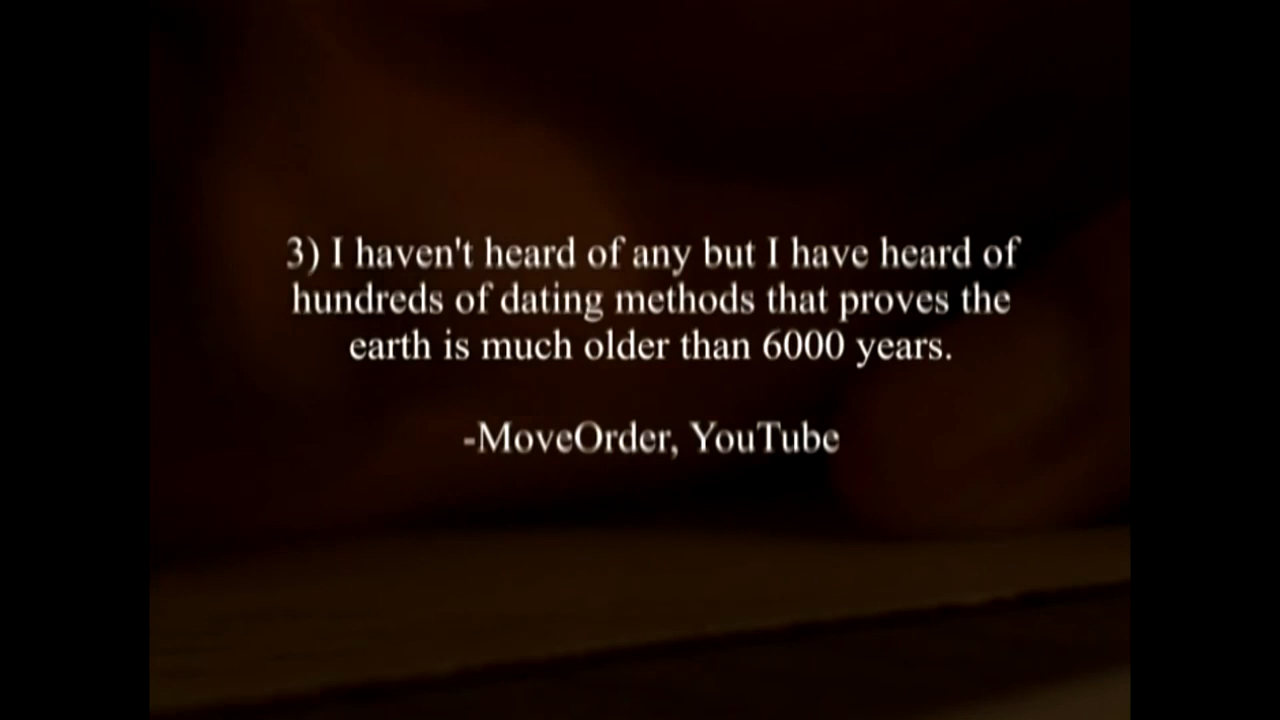 3) I haven't heard of any but I have heard of
hundreds of dating methods that proves the
earth is much older than 6000 years.
-MoveOrder, YouTube